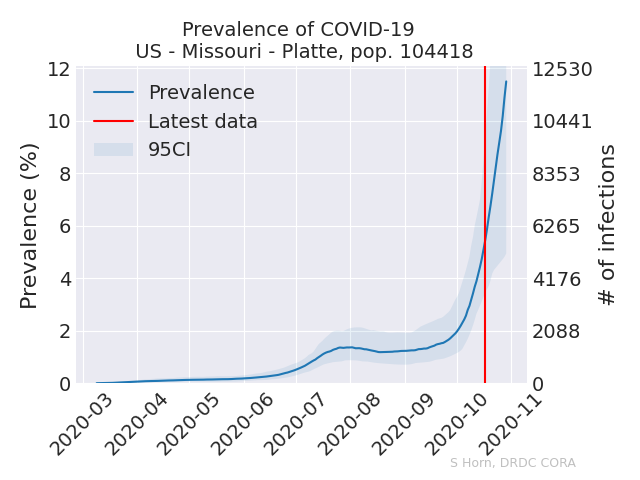 Prevalence of COVID-19
US - Missouri - Platte, pop. 104418
Prevalence (%)
12
10
8
6
4
2
0
Prevalence
Latest data
95CI
12530
10441
8353
6265
4176
2088
0
# of infections
2020-03
2020-04
2020-05
2020-06
2020-07
2020-08
2020-09
2020-10
2020-11
S Horn, DRDC CORA